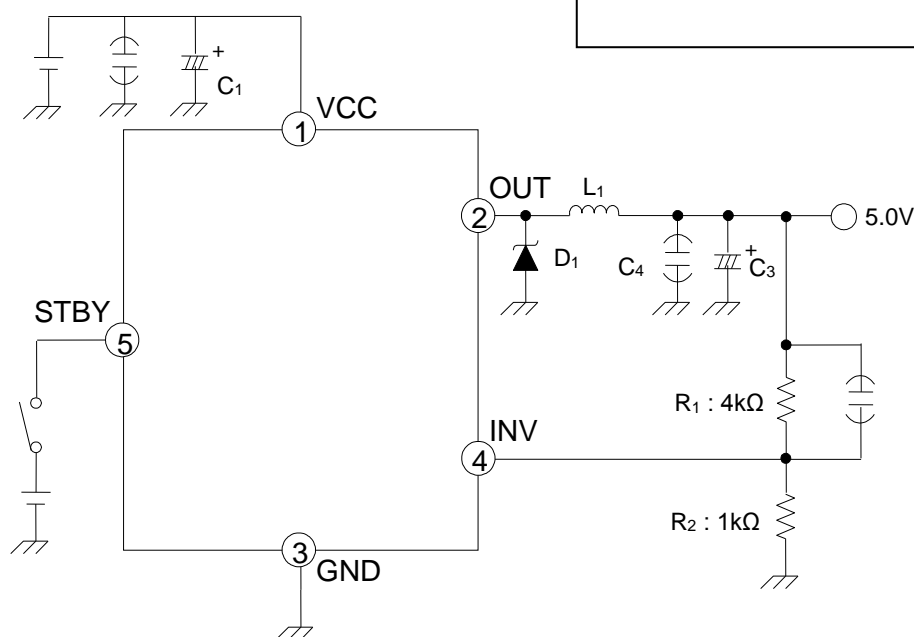 +
C1
VCC
1
OUT
L1
2
5.0V
D1
C4
+
C3
STBY
5
R1 : 4kΩ
INV
4
R2 : 1kΩ
3
GND